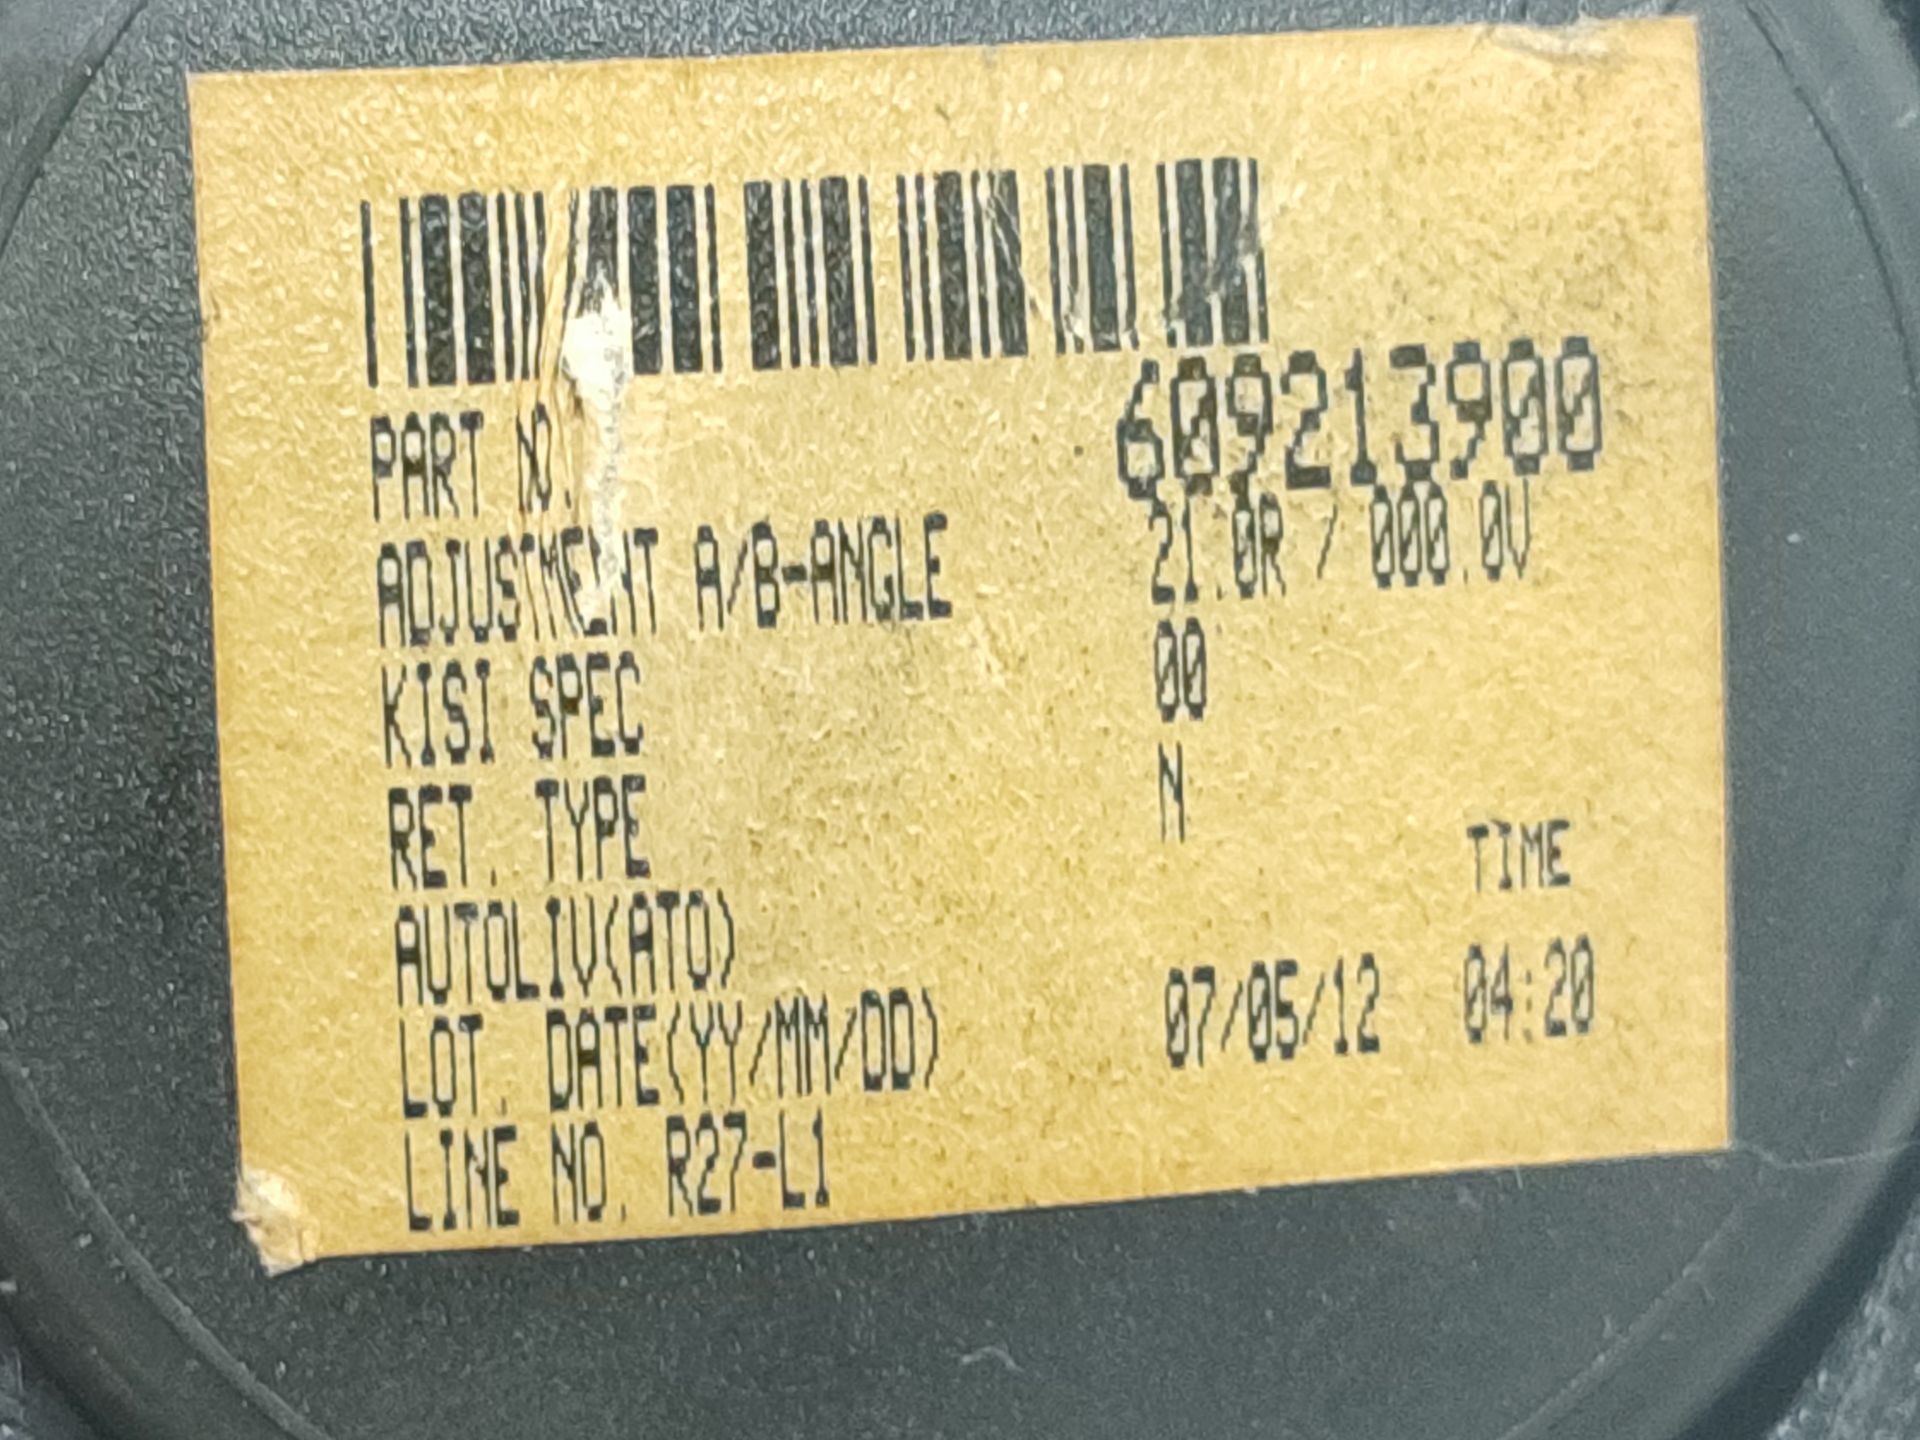 PART NO. 609213900
ADJUSTMENT A/B-ANGLE 21.0R / 000.0V
KISI SPEC 00
RET. TYPE N
AUTOLIV(ATO) TIME
LOT. DATE(YY/MM/DD) 07/05/12 04:20
LINE NO. R27-L1